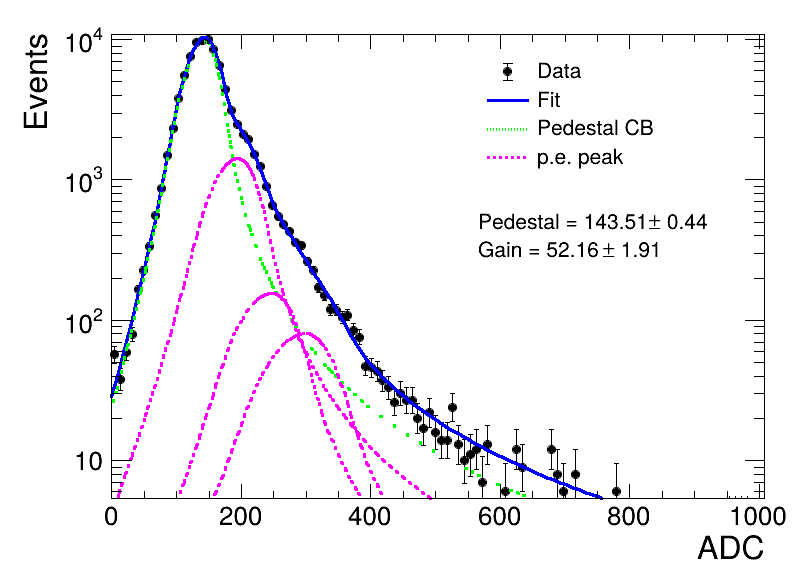 Events
10⁴
10³
10²
10
Data
Fit
Pedestal CB
p.e. peak
Pedestal = 143.51± 0.44
Gain = 52.16± 1.91
0 200 400 600 800 1000
ADC